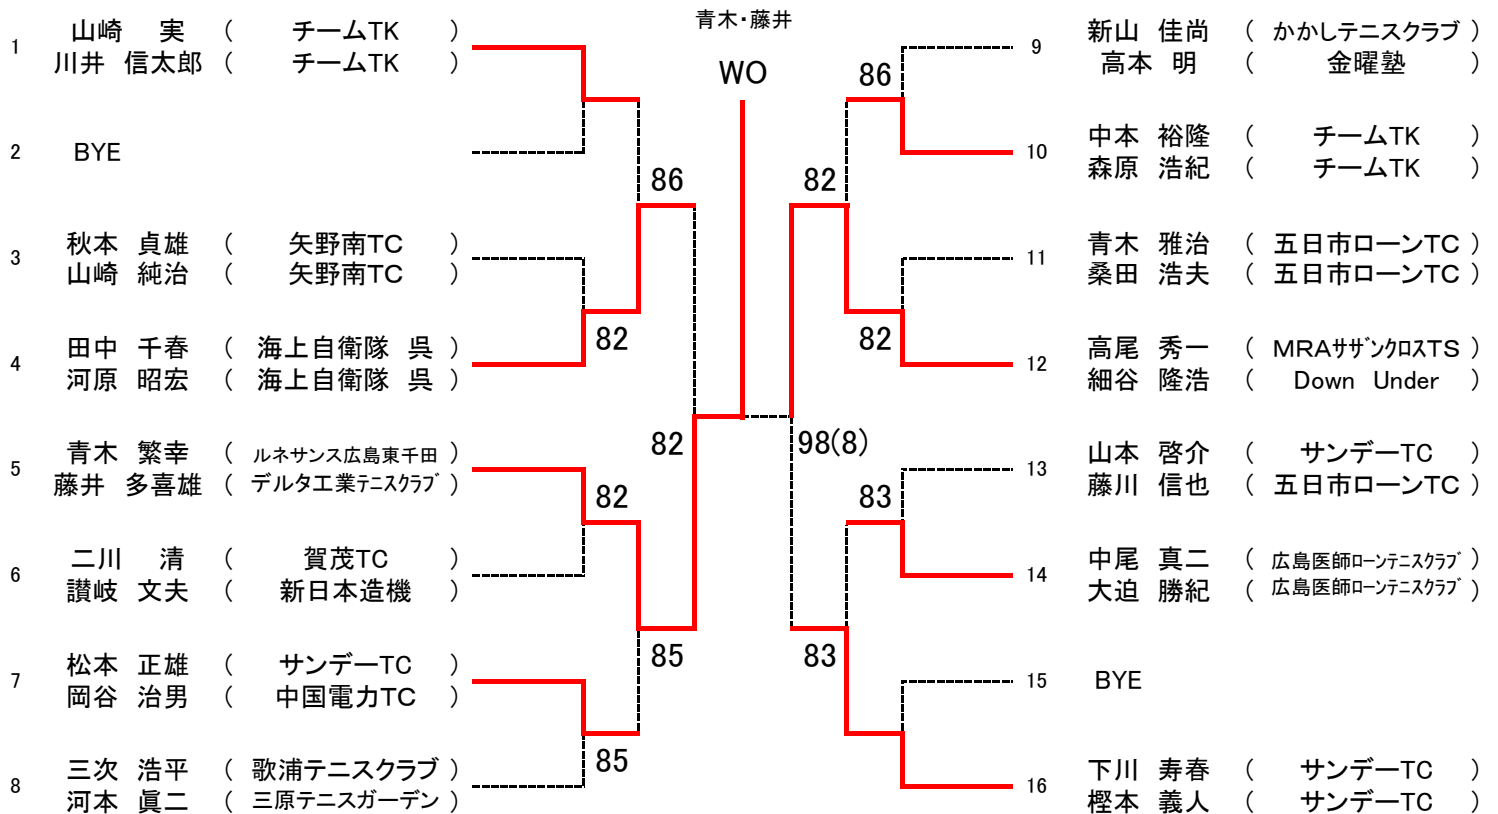 青木・藤井
WO
1
山崎 実 ( チームTK )
川井 信太郎 ( チームTK )
2 BYE
3
秋本 貞雄 ( 矢野南TC )
山崎 純治 ( 矢野南TC )
4
田中 千春 ( 海上自衛隊 呉 )
河原 昭宏 ( 海上自衛隊 呉 )
5
青木 繁幸 ( ルネサンス広島東千田 )
藤井 多喜雄 ( デルタ工業テニスクラブ )
6
二川 清 ( 賀茂TC )
讃岐 文夫 ( 新日本造機 )
7
松本 正雄 ( サンデーTC )
岡谷 治男 ( 中国電力TC )
8
三次 浩平 ( 歌浦テニスクラブ )
河本 眞二 ( 三原テニスガーデン )
82
82
85
86
85
82
98(8)
82
83
86
82
83
9
新山 佳尚 ( かかしテニスクラブ )
高本 明 ( 金曜塾 )
10
中本 裕隆 ( チームTK )
森原 浩紀 ( チームTK )
11
青木 雅治 ( 五日市ローンTC )
桑田 浩夫 ( 五日市ローンTC )
12
高尾 秀一 ( MRAサザンクロスTS )
細谷 隆浩 ( Down Under )
13
山本 啓介 ( サンデーTC )
藤川 信也 ( 五日市ローンTC )
14
中尾 真二 ( 広島医師ローンテニスクラブ )
大迫 勝紀 ( 広島医師ローンテニスクラブ )
15 BYE
16
下川 寿春 ( サンデーTC )
樫本 義人 ( サンデーTC )